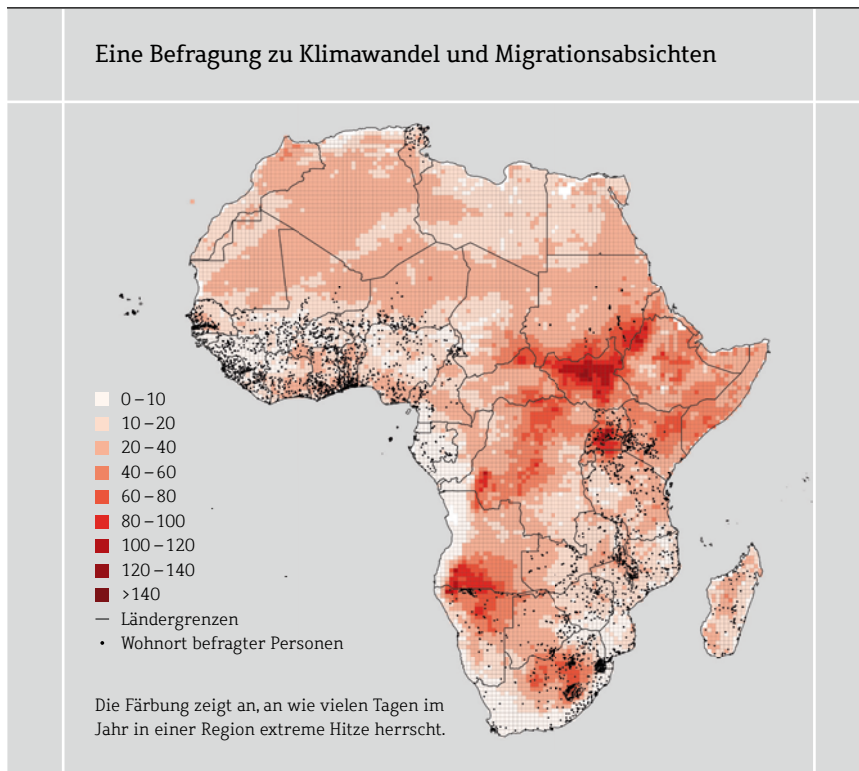 Eine Befragung zu Klimawandel und Migrationsabsichten
0 – 10
10 – 20
20 – 40
40 – 60
60 – 80
80 – 100
100 – 120
120 – 140
>140
Ländergrenzen
Wohnort befragter Personen
Die Färbung zeigt an, an wie vielen Tagen im
Jahr in einer Region extreme Hitze herrscht.